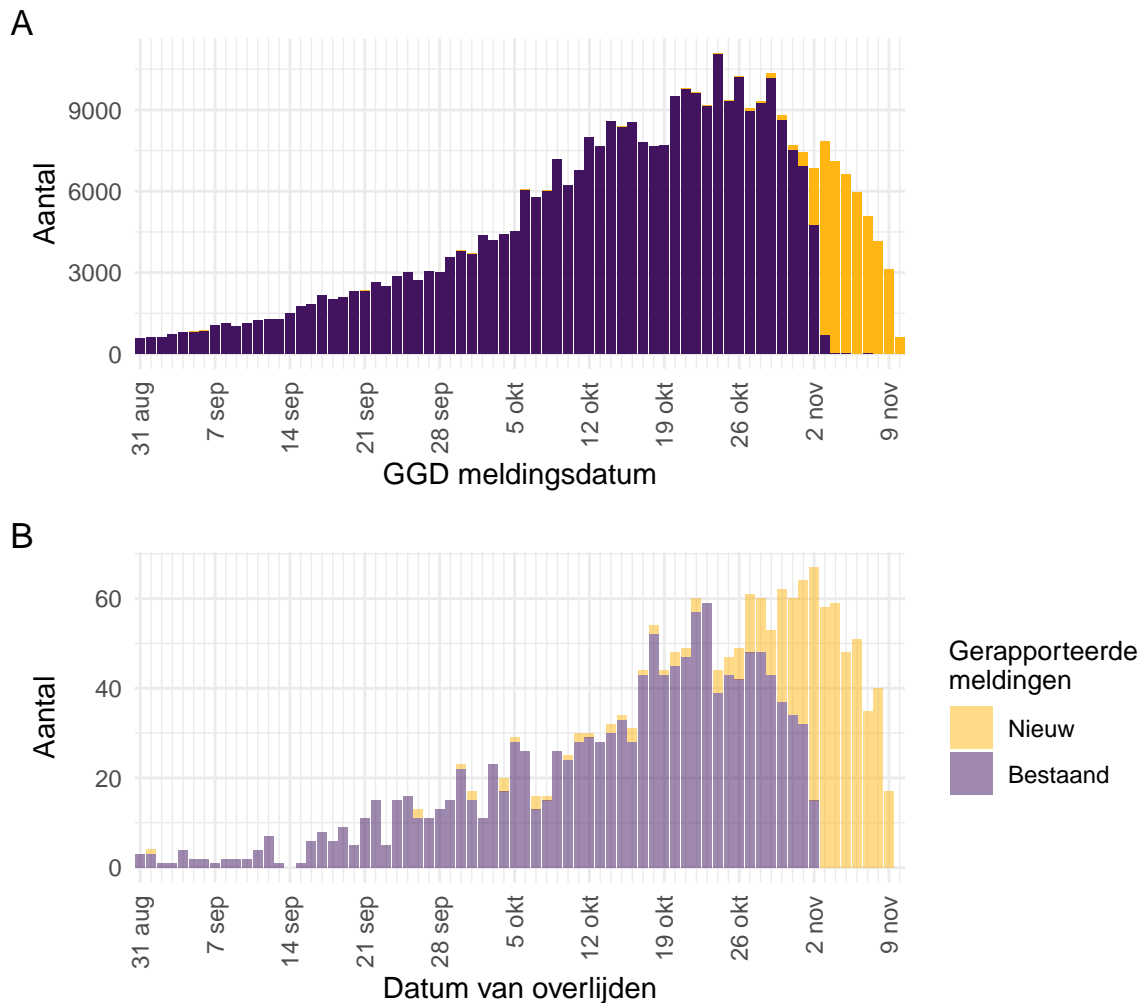 A
Aantal
9000
6000
3000
0
31 aug
7 sep
14 sep
21 sep
28 sep
5 okt
12 okt
19 okt
26 okt
2 nov
9 nov
GGD meldingsdatum
B
Aantal
60
40
20
0
31 aug
7 sep
14 sep
21 sep
28 sep
5 okt
12 okt
19 okt
26 okt
2 nov
9 nov
Datum van overlijden
Gerapporteerde
meldingen
Nieuw
Bestaand